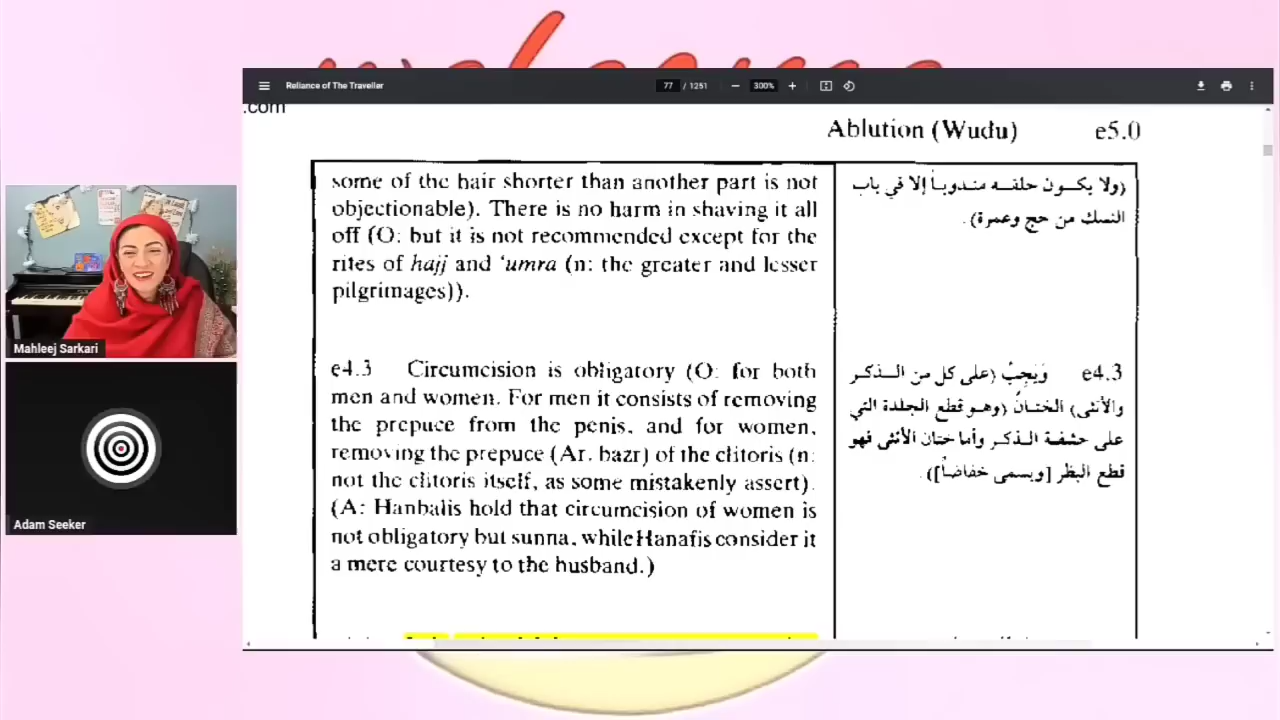 Reliance of The Traveller
77 / 1251
300%
.com
Ablution (Wudu) e5.0
some of the hair shorter than another part is not
objectionable). There is no harm in shaving it all
off (O: but it is not recommended except for the
rites of hajj and 'umra (n: the greater and lesser
pilgrimages)).
(ولا يكون حلقه مندوباً إلا في باب
النسك من حج وعمرة).
e4.3 Circumcision is obligatory (O: for both
men and women. For men it consists of removing
the prepuce from the penis, and for women,
removing the prepuce (Ar. bazr) of the clitoris (n:
not the clitoris itself, as some mistakenly assert).
(A: Hanbalis hold that circumcision of women is
not obligatory but sunna, while Hanafis consider it
a mere courtesy to the husband.)
e4.3 وَيَجِبُ (على كل من الذكر
والأنثى) الختانُ (وهو قطع الجلدة التي
على حشفة الذكر وأما ختان الأنثى فهو
قطع البظر [ويسمى خفاضاً]).
Mahleej Sarkari
Adam Seeker